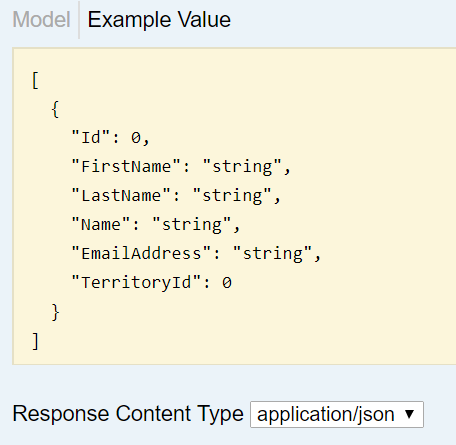 Model Example Value
[
{
"Id": 0,
"FirstName": "string",
"LastName": "string",
"Name": "string",
"EmailAddress": "string",
"TerritoryId": 0
}
]
Response Content Type application/json ▼